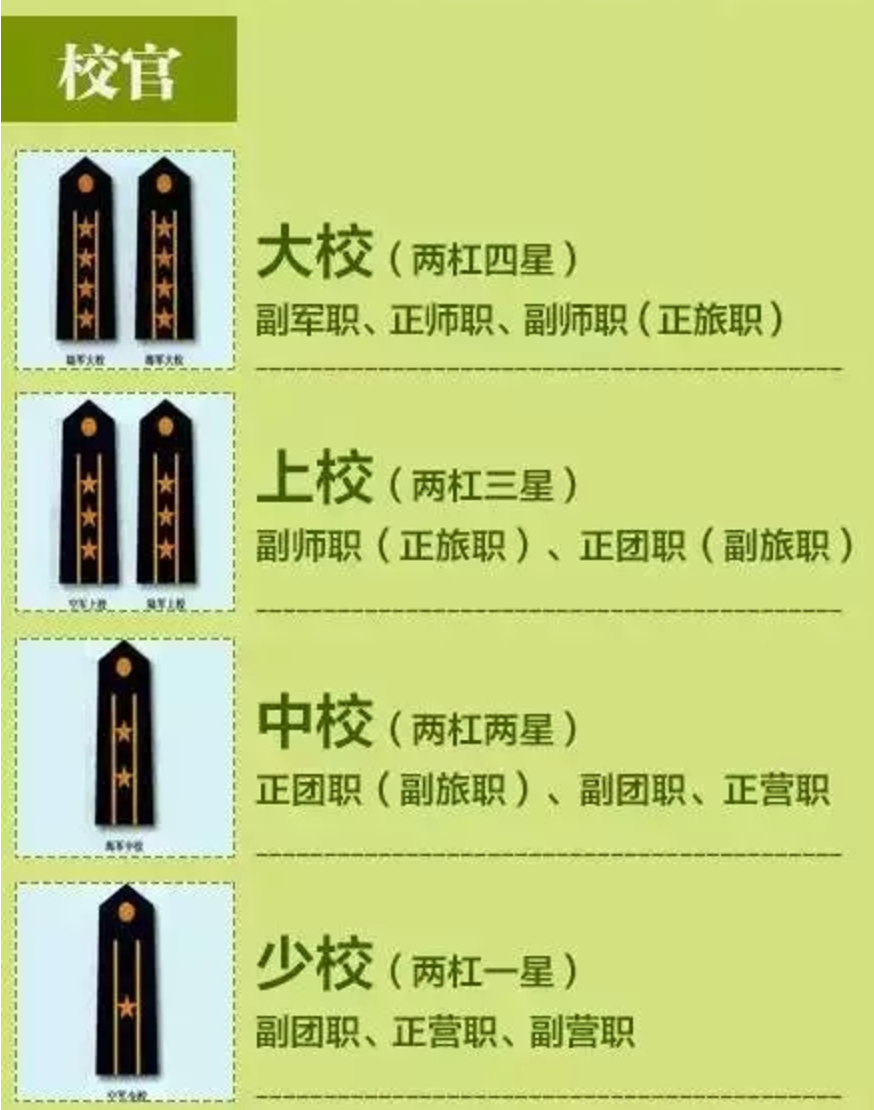 校官
大校（两杠四星）
副军职、正师职、副师职（正旅职）
陆军大校 海军大校
上校（两杠三星）
副师职（正旅职）、正团职（副旅职）
空军上校 陆军上校
中校（两杠两星）
正团职（副旅职）、副团职、正营职
海军中校
少校（两杠一星）
副团职、正营职、副营职
空军少校